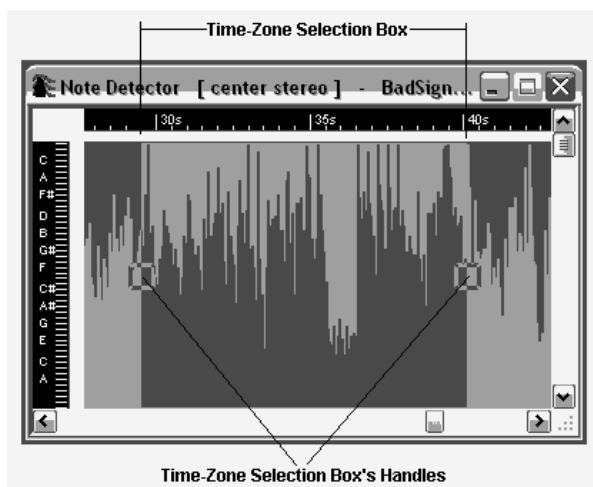 Time-Zone Selection Box
Note Detector [ center stereo ] - BadSign...
30s 35s 40s
C
A
F#
D
B
G#
F
C#
A#
G
E
C
A
Time-Zone Selection Box's Handles